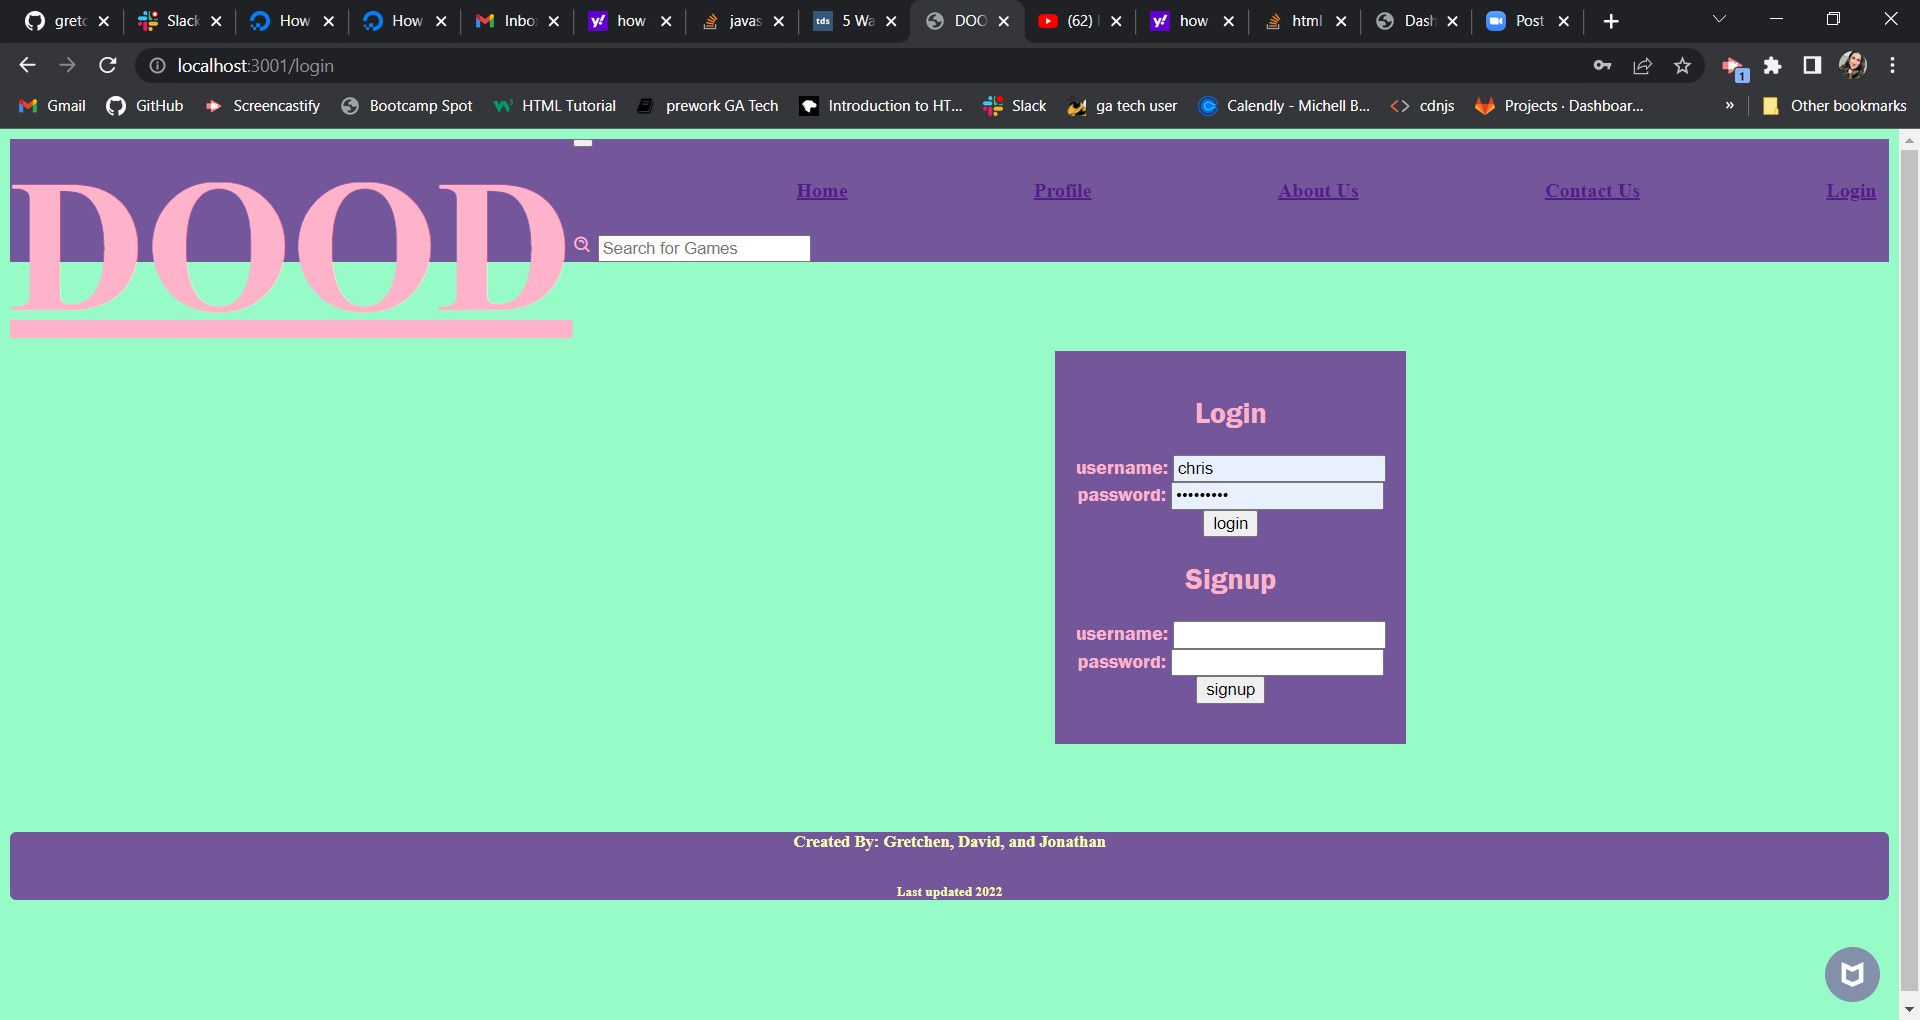 gretc Slack How How Inbo how javas tds 5 Wa DOO (62) how html Dash Post
localhost:3001/login
1
Gmail GitHub Screencastify Bootcamp Spot HTML Tutorial prework GA Tech Introduction to HT... Slack ga tech user Calendly - Michell B... cdnjs Projects · Dashboar... » Other bookmarks
DOOD
Home Profile About Us Contact Us Login
Search for Games
Login
username: chris
password: •••••••••
login
Signup
username:
password:
signup
Created By: Gretchen, David, and Jonathan
Last updated 2022